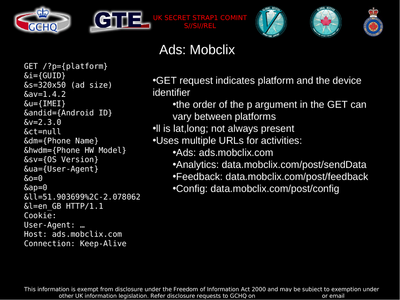 GCHQ
GTE
UK SECRET STRAP1 COMINT
S//SI//REL
Ads: Mobclix
GET /?p={platform}
&i={GUID}
&s=320x50 (ad size)
&av=1.4.2
&u={IMEI}
&andid={Android ID}
&v=2.3.0
&ct=null
&dm={Phone Name}
&hwdm={Phone HW Model}
&sv={OS Version}
&ua={User-Agent}
&o=0
&ap=0
&ll=51.903699%2C-2.078062
&l=en_GB HTTP/1.1
Cookie:
User-Agent: …
Host: ads.mobclix.com
Connection: Keep-Alive
•GET request indicates platform and the device
identifier
•the order of the p argument in the GET can
vary between platforms
•ll is lat,long; not always present
•Uses multiple URLs for activities:
•Ads: ads.mobclix.com
•Analytics: data.mobclix.com/post/sendData
•Feedback: data.mobclix.com/post/feedback
•Config: data.mobclix.com/post/config
This information is exempt from disclosure under the Freedom of Information Act 2000 and may be subject to exemption under
other UK information legislation. Refer disclosure requests to GCHQ on or email